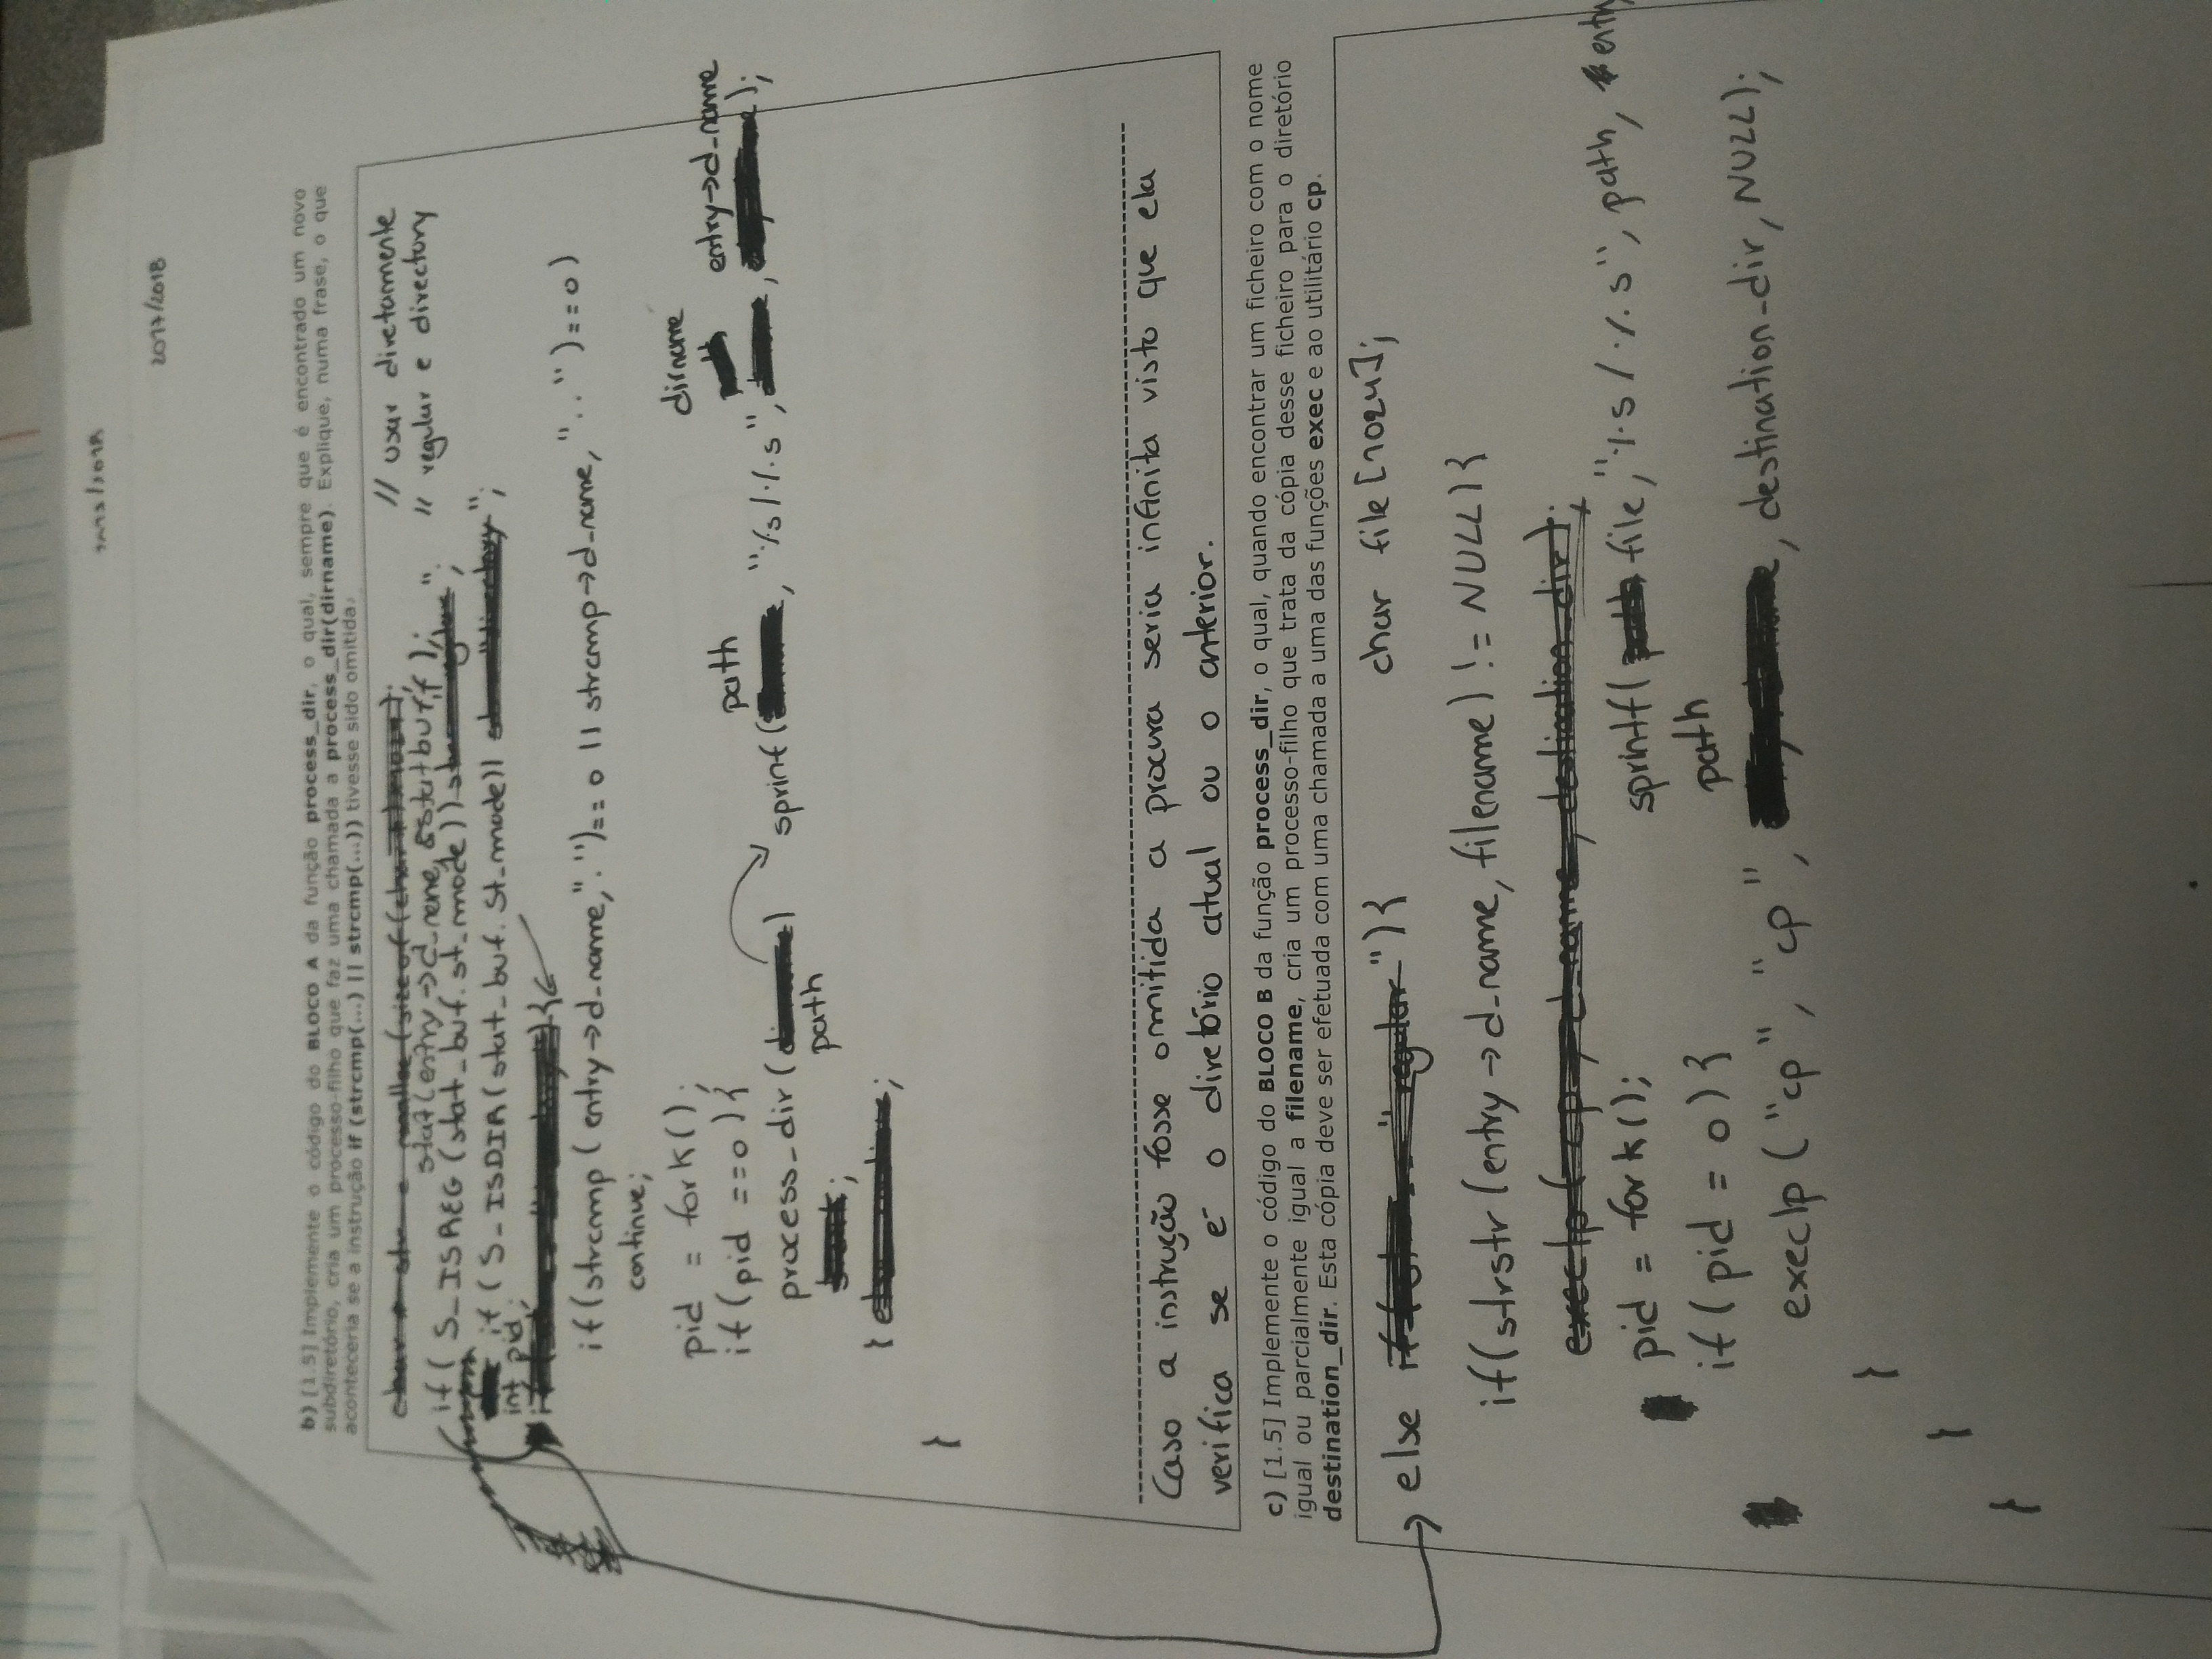 2017/2018
b) [1.5] Implemente o código do BLOCO A da função process_dir, o qual, sempre que é encontrado um novo
subdiretório, cria um processo-filho que faz uma chamada a process_dir(dirname). Explique, numa frase, o que
aconteceria se a instrução if (strcmp(...) || strcmp(...)) tivesse sido omitida.
// usar diretamente
stat(entry->d_name, &statbuf); " " regular e directory
if ( S_ISREG (stat_buf.st_mode))
if ( S_ISDIR (stat_buf.st_mode))
int pid;
if (strcmp ( entry->d_name, ".")==0 || strcmp->d_name, "..")==0)
continue;
pid = fork();
if (pid ==0){
dirname
path entry->d_name
process_dir( ) sprintf( , "%s/%s", , );
path
}
}
Caso a instrução fosse omitida a procura seria infinita visto que ela
verifica se é o diretório atual ou o anterior.
c) [1.5] Implemente o código do BLOCO B da função process_dir, o qual, quando encontrar um ficheiro com o nome
igual ou parcialmente igual a filename, cria um processo-filho que trata da cópia desse ficheiro para o diretório
destination_dir. Esta cópia deve ser efetuada com uma chamada a uma das funções exec e ao utilitário cp.
else "){ char file[1024];
if(strstr (entry->d_name, filename) != NULL){
pid = fork(); sprintf( file, "%s/%s", path, entry
if (pid == 0){ path
execlp ("cp", "cp", , destination_dir, NULL);
}
}
}